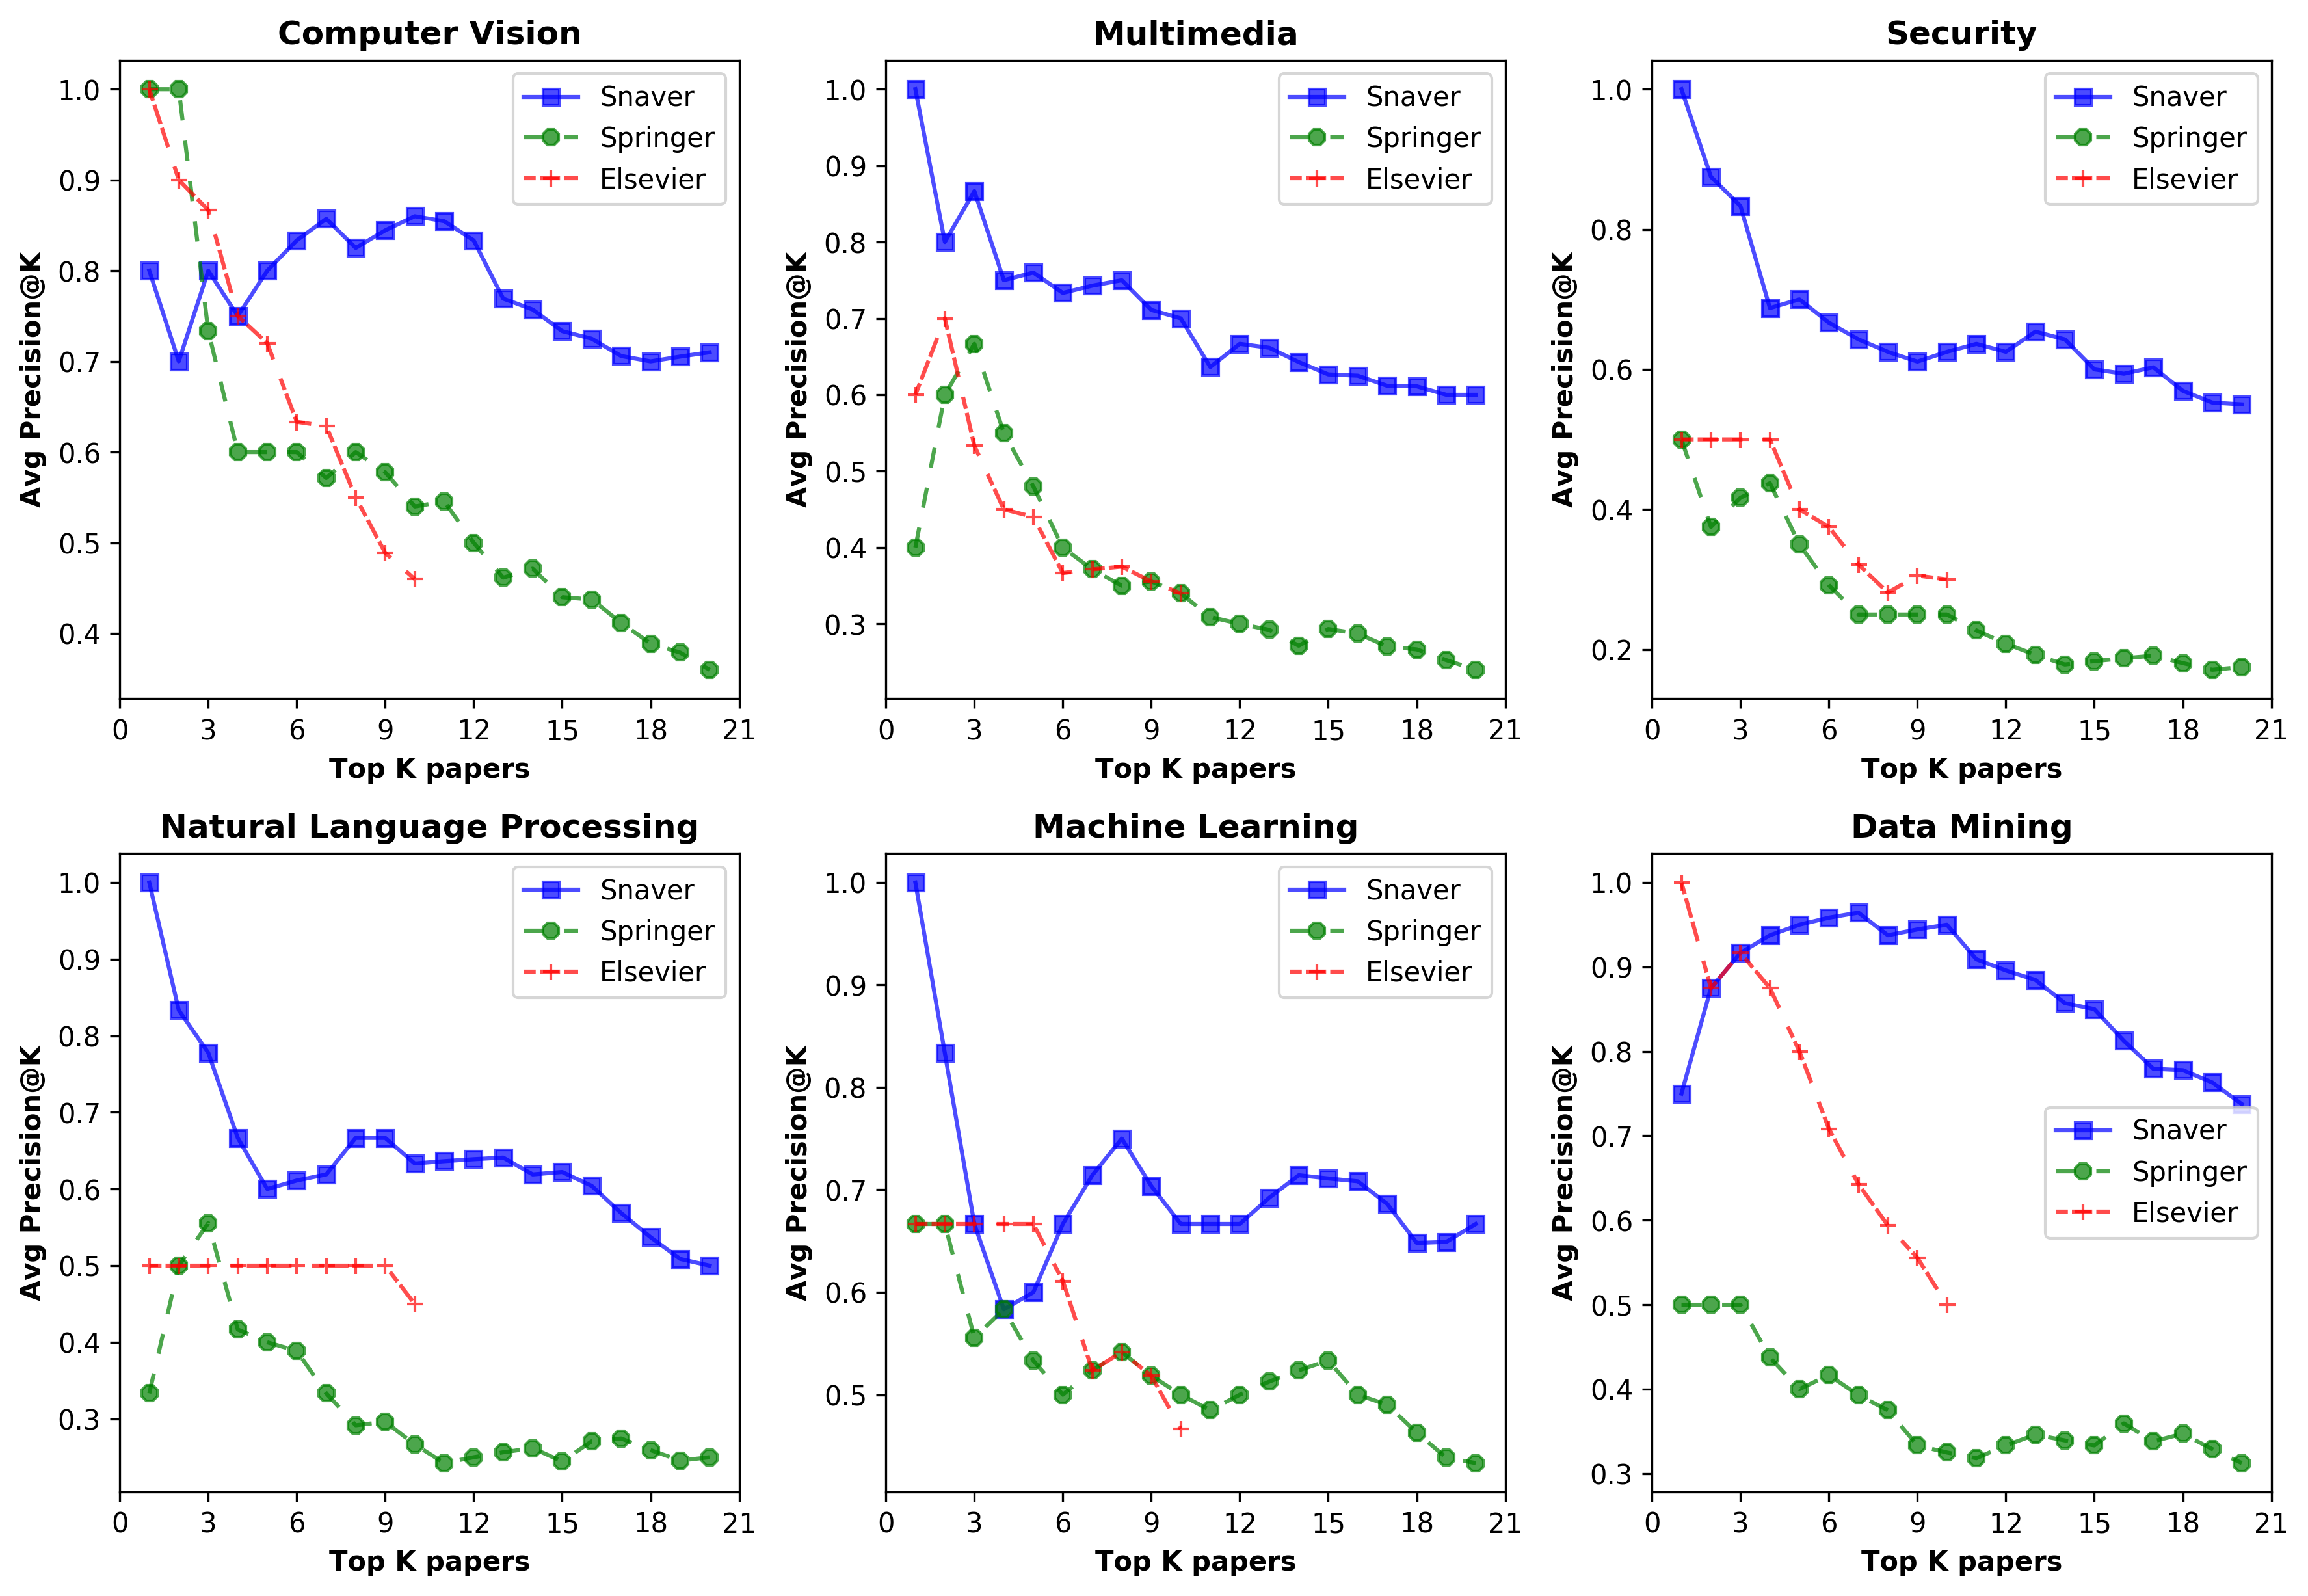 Computer Vision
Avg Precision@K
1.0
0.9
0.8
0.7
0.6
0.5
0.4
Snaver
Springer
Elsevier
0 3 6 9 12 15 18 21
Top K papers
Multimedia
Avg Precision@K
1.0
0.9
0.8
0.7
0.6
0.5
0.4
0.3
Snaver
Springer
Elsevier
0 3 6 9 12 15 18 21
Top K papers
Security
Avg Precision@K
1.0
0.8
0.6
0.4
0.2
Snaver
Springer
Elsevier
0 3 6 9 12 15 18 21
Top K papers
Natural Language Processing
Avg Precision@K
1.0
0.9
0.8
0.7
0.6
0.5
0.4
0.3
Snaver
Springer
Elsevier
0 3 6 9 12 15 18 21
Top K papers
Machine Learning
Avg Precision@K
1.0
0.9
0.8
0.7
0.6
0.5
Snaver
Springer
Elsevier
0 3 6 9 12 15 18 21
Top K papers
Data Mining
Avg Precision@K
1.0
0.9
0.8
0.7
0.6
0.5
0.4
0.3
Snaver
Springer
Elsevier
0 3 6 9 12 15 18 21
Top K papers